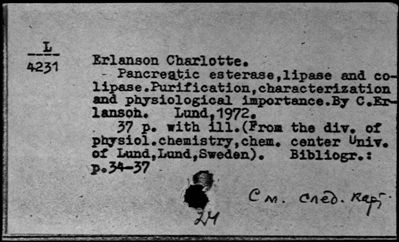 L
4231
Erlanson Charlotte.
Pancreatic esterase,lipase and co-
lipase.Purification,characterization
and physiological importance.By C.Er-
lanson. Lund,1972.
37 p. with ill.(From the div. of
physiol.chemistry,chem. center Univ.
of Lund,Lund,Sweden). Bibliogr.:
p.34-37
См. след. карт.
24